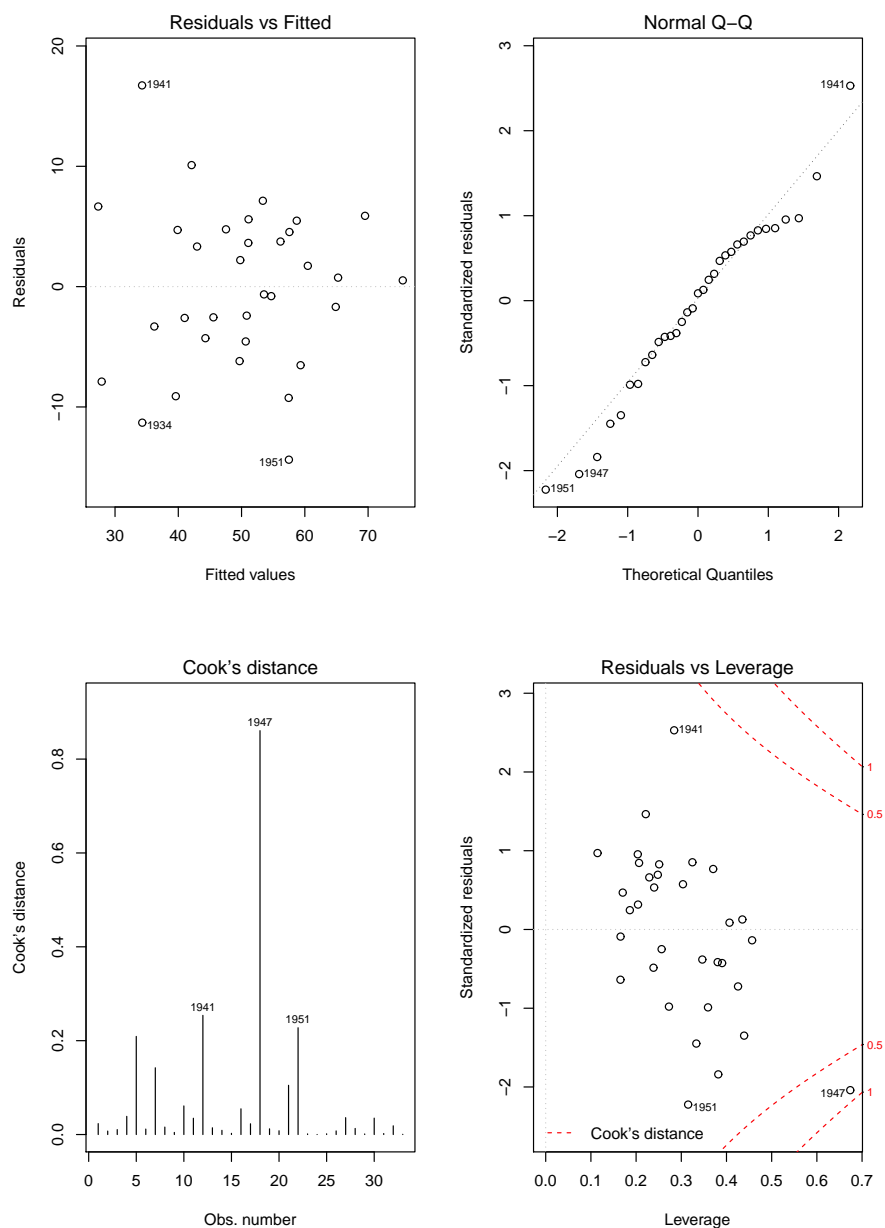 Residuals vs Fitted
20
10
0
−10
Residuals
1941
1934
1951
30 40 50 60 70
Fitted values
Normal Q−Q
3
2
1
0
−1
−2
Standardized residuals
1941
1947
1951
−2 −1 0 1 2
Theoretical Quantiles
Cook's distance
0.8
0.6
0.4
0.2
0.0
Cook's distance
1947
1941
1951
0 5 10 15 20 25 30
Obs. number
Residuals vs Leverage
3
2
1
0
−1
−2
Standardized residuals
1941
1
0.5
0.5
1947
1
1951
Cook's distance
0.0 0.1 0.2 0.3 0.4 0.5 0.6 0.7
Leverage